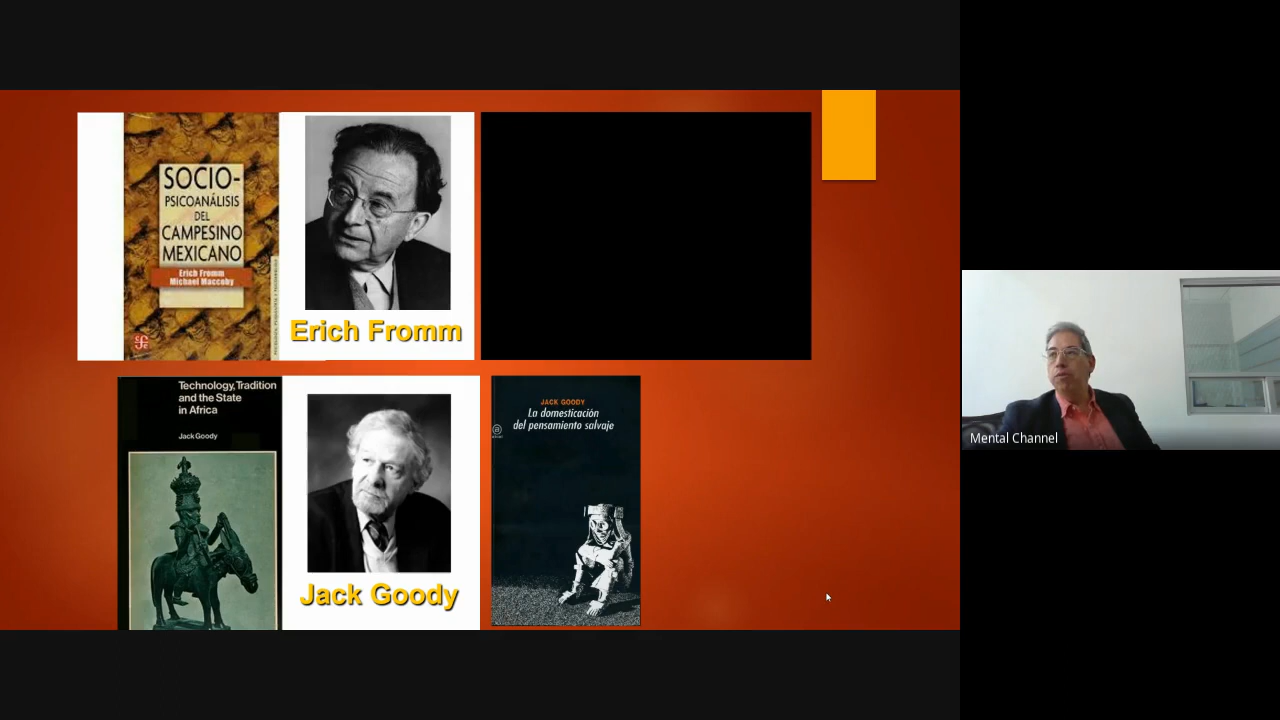 SOCIO-
PSICOANÁLISIS
DEL
CAMPESINO
MEXICANO
Erich Fromm
Michael Maccoby
Erich Fromm
Technology, Tradition
and the State
in Africa
Jack Goody
Jack Goody
JACK GOODY
La domesticación
del pensamiento salvaje
Mental Channel